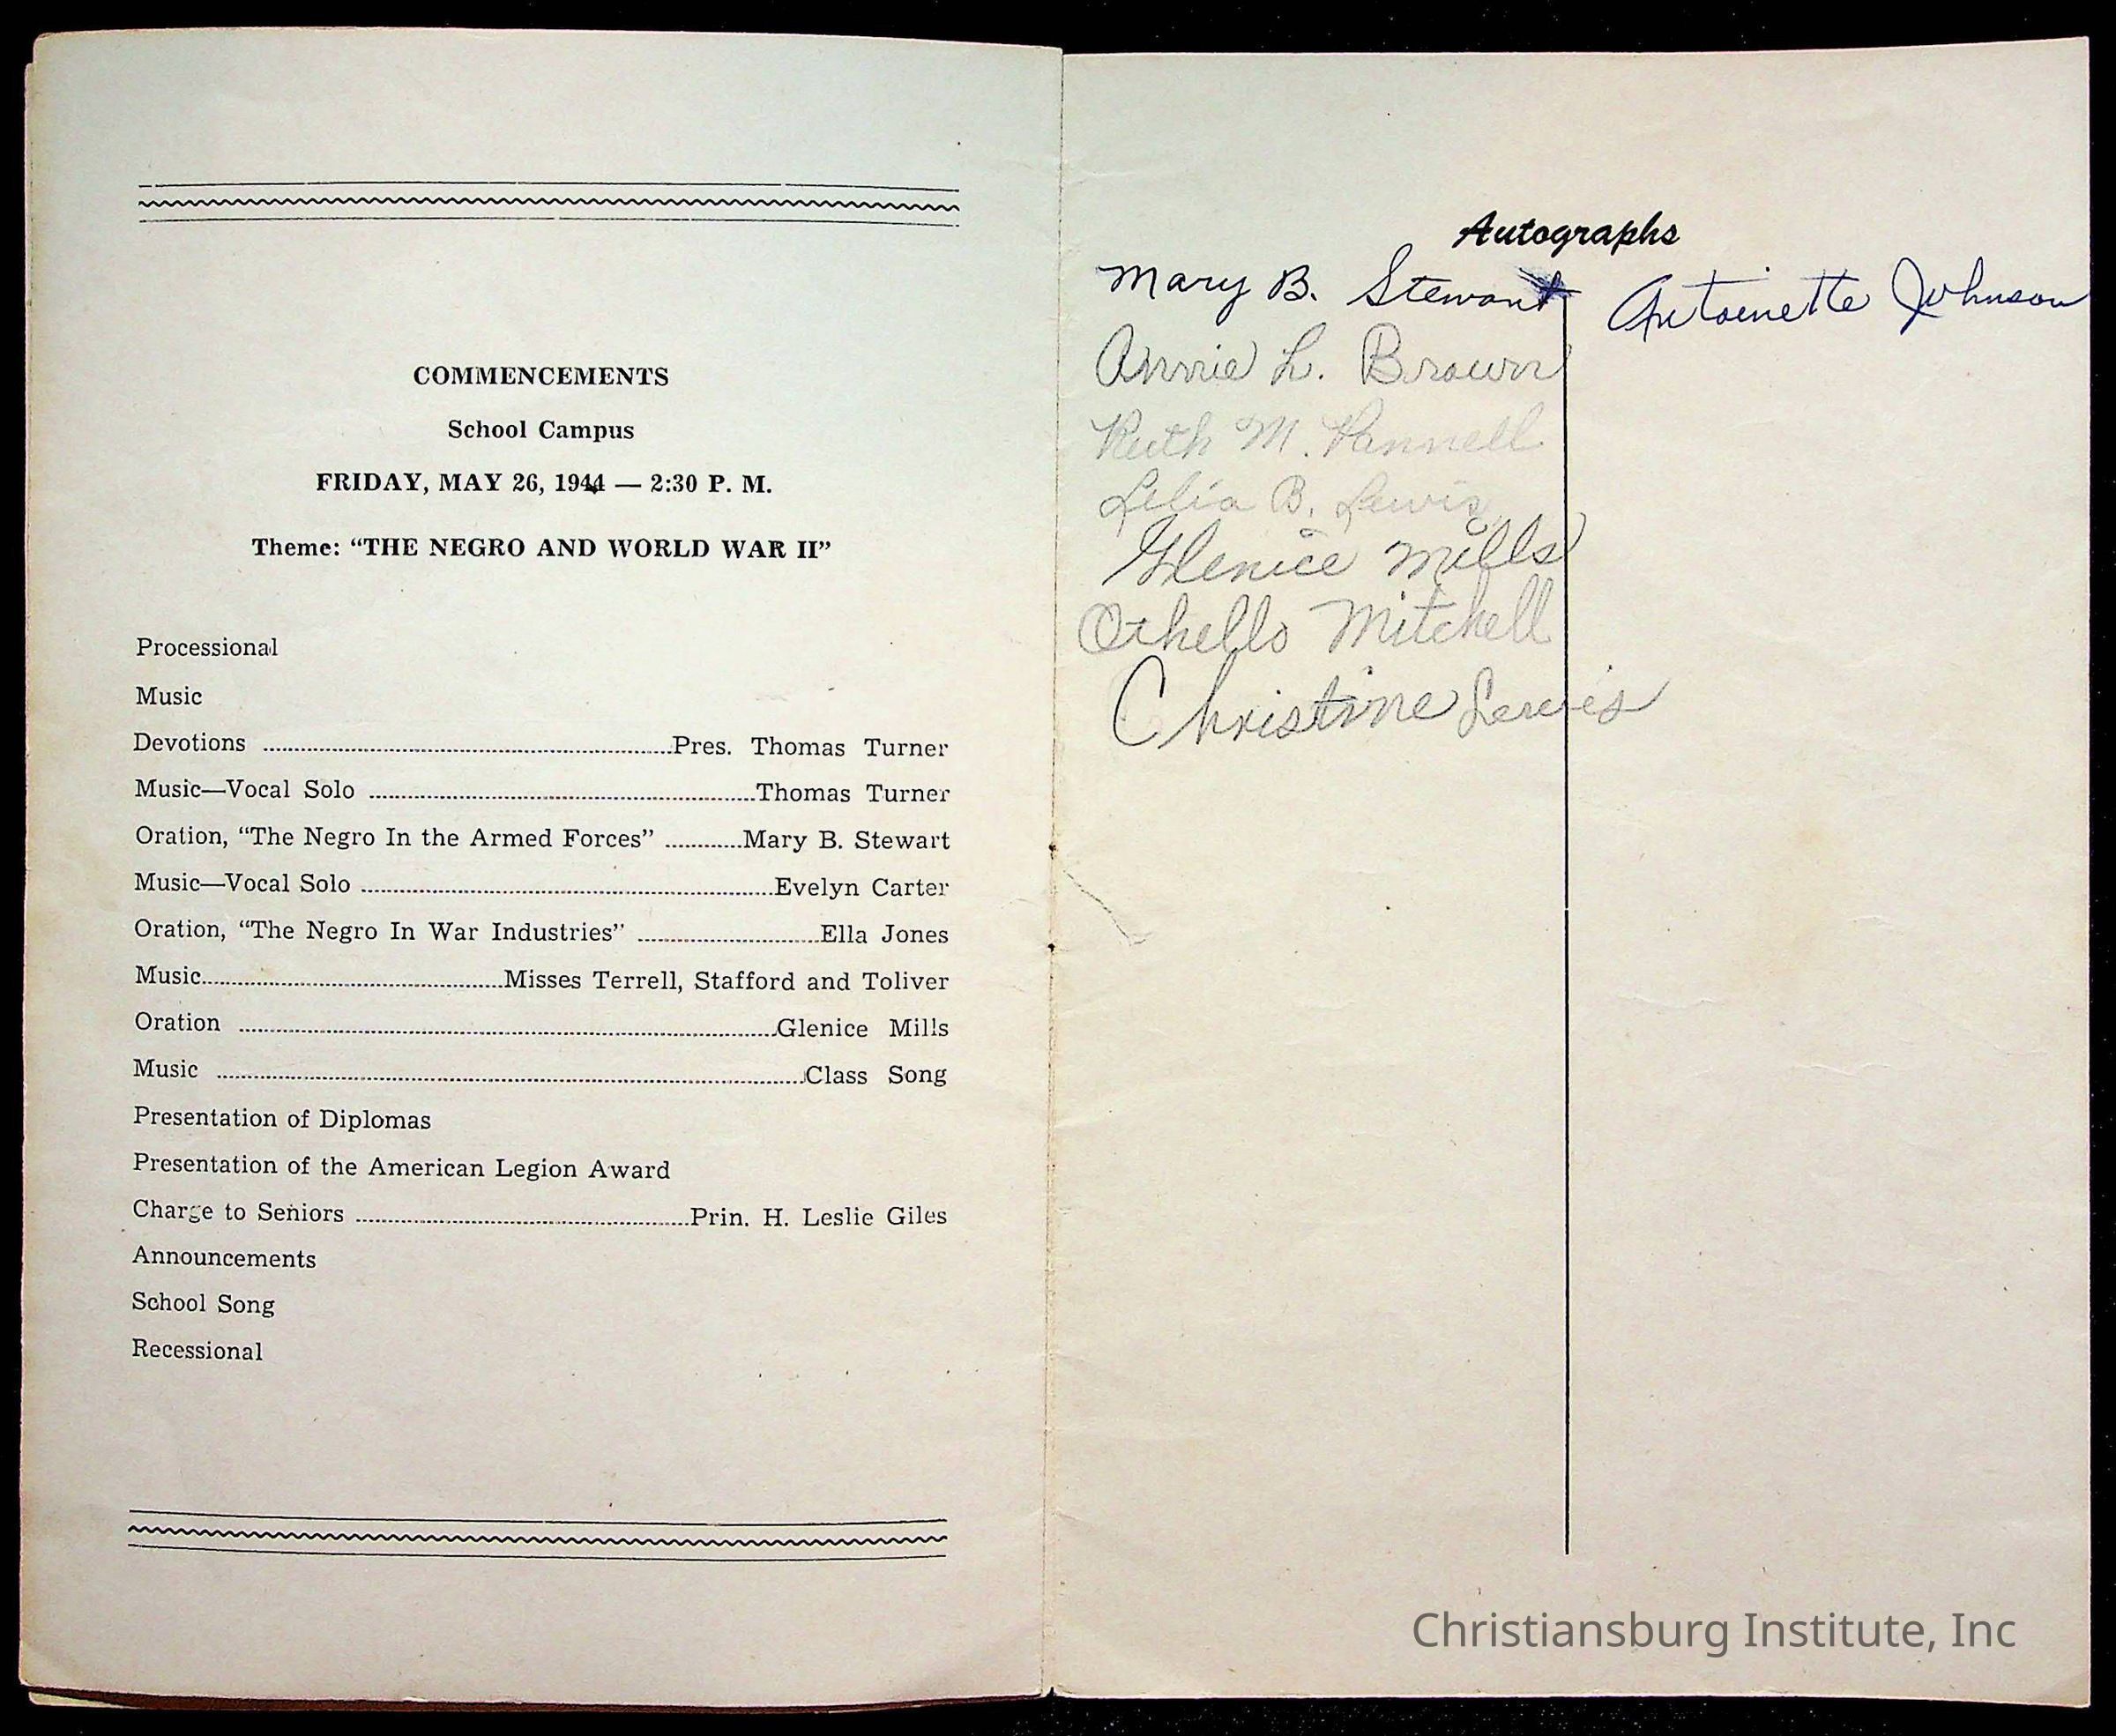 COMMENCEMENTS
School Campus
FRIDAY, MAY 26, 1944 — 2:30 P. M.
Theme: “THE NEGRO AND WORLD WAR II”
Processional
Music
Devotions ........Pres. Thomas Turner
Music—Vocal Solo ........Thomas Turner
Oration, “The Negro In the Armed Forces” ........Mary B. Stewart
Music—Vocal Solo ........Evelyn Carter
Oration, “The Negro In War Industries” ........Ella Jones
Music........Misses Terrell, Stafford and Toliver
Oration ........Glenice Mills
Music ........Class Song
Presentation of Diplomas
Presentation of the American Legion Award
Charge to Seniors ........Prin. H. Leslie Giles
Announcements
School Song
Recessional
Autographs
Mary B. Stewart
Annie L. Brown
Ruth M. Pannell
Lelia B. Lewis
Glenice Mills
Othello Mitchell
Christine Lewis
Antoinette Johnson
Christiansburg Institute, Inc